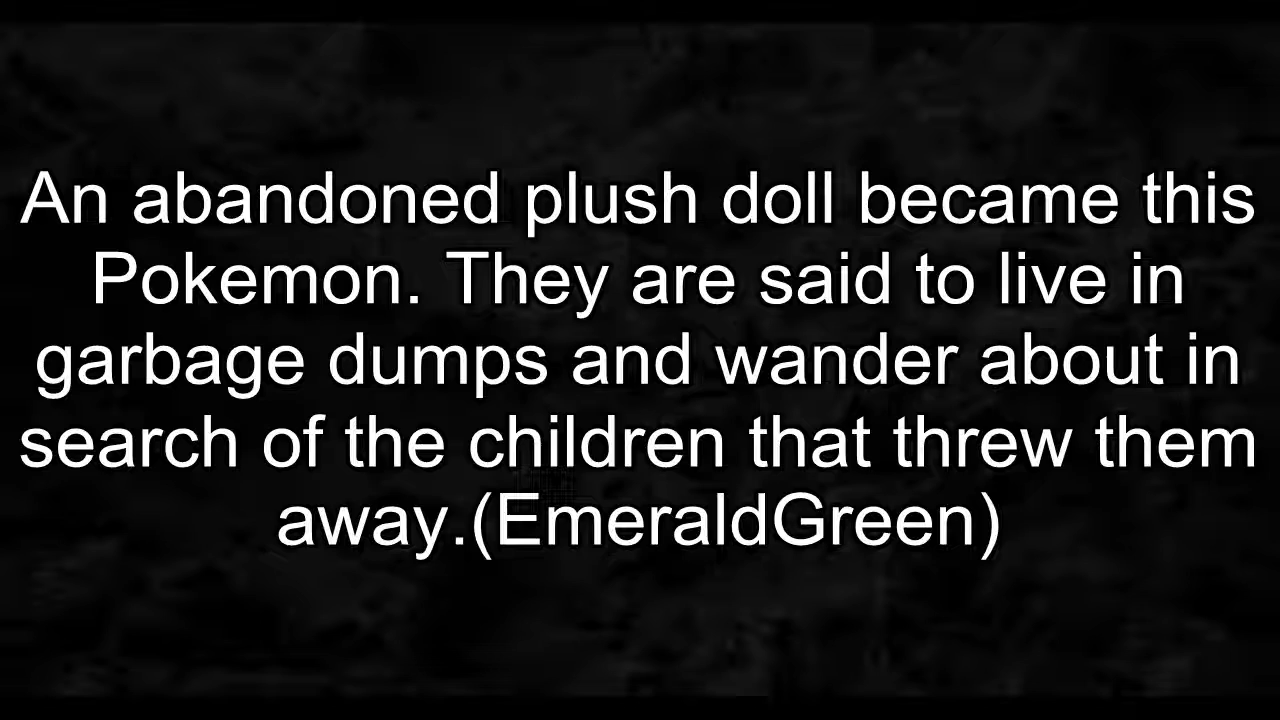 An abandoned plush doll became this
Pokemon. They are said to live in
garbage dumps and wander about in
search of the children that threw them
away.(EmeraldGreen)